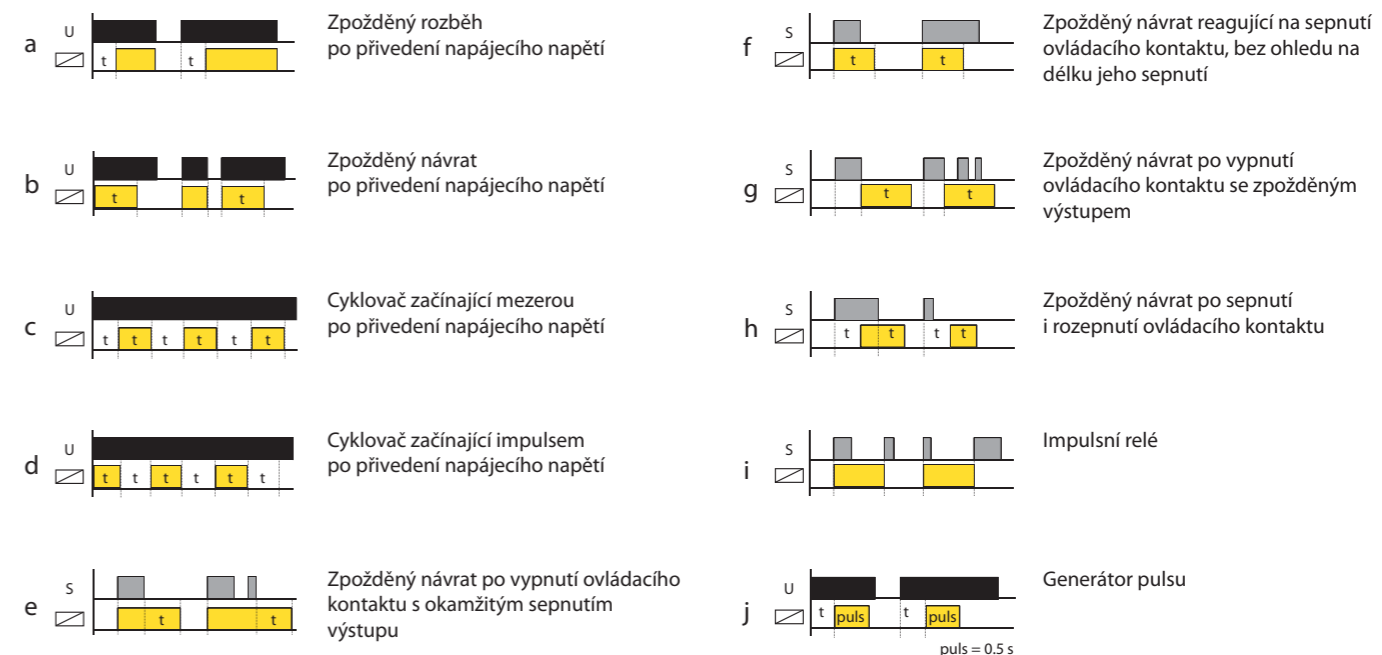 a
U
t
t
Zpožděný rozběh
po přivedení napájecího napětí
b
U
t
t
Zpožděný návrat
po přivedení napájecího napětí
c
U
t t t t t t
Cyklovač začínající mezerou
po přivedení napájecího napětí
d
U
t t t t t t
Cyklovač začínající impulsem
po přivedení napájecího napětí
e
S
t
t
Zpožděný návrat po vypnutí ovládacího
kontaktu s okamžitým sepnutím
výstupu
f
S
t
t
Zpožděný návrat reagující na sepnutí
ovládacího kontaktu, bez ohledu na
délku jeho sepnutí
g
S
t
t
Zpožděný návrat po vypnutí
ovládacího kontaktu se zpožděným
výstupem
h
S
t t t t
Zpožděný návrat po sepnutí
i rozepnutí ovládacího kontaktu
i
S
Impulsní relé
j
U
t puls t puls
puls = 0.5 s
Generátor pulsu